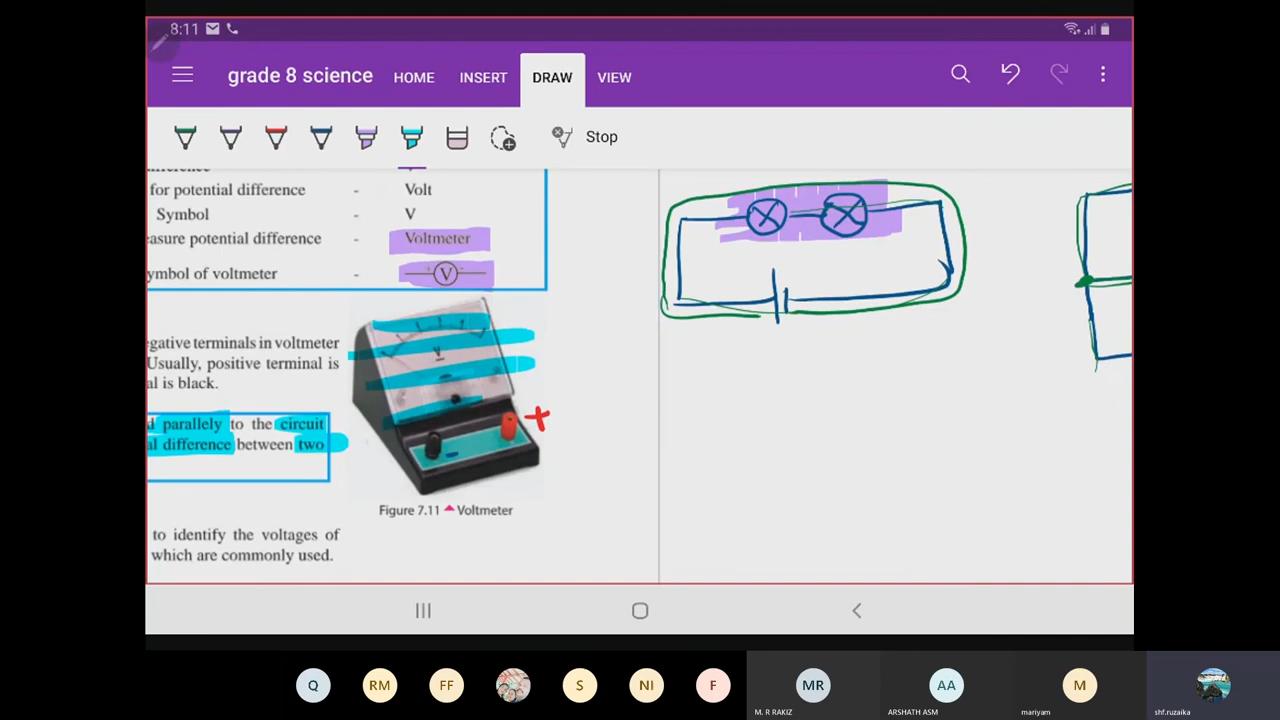 8:11
grade 8 science HOME INSERT DRAW VIEW
Stop
for potential difference - Volt
Symbol - V
easure potential difference - Voltmeter
ymbol of voltmeter - V
egative terminals in voltmeter
Usually, positive terminal is
al is black.
d parallely to the circuit
al difference between two
+
Figure 7.11 Voltmeter
to identify the voltages of
which are commonly used.
Q RM FF S NI F MR AA M
M. R RAKIZ ARSHATH ASM mariyam shf.ruzaika